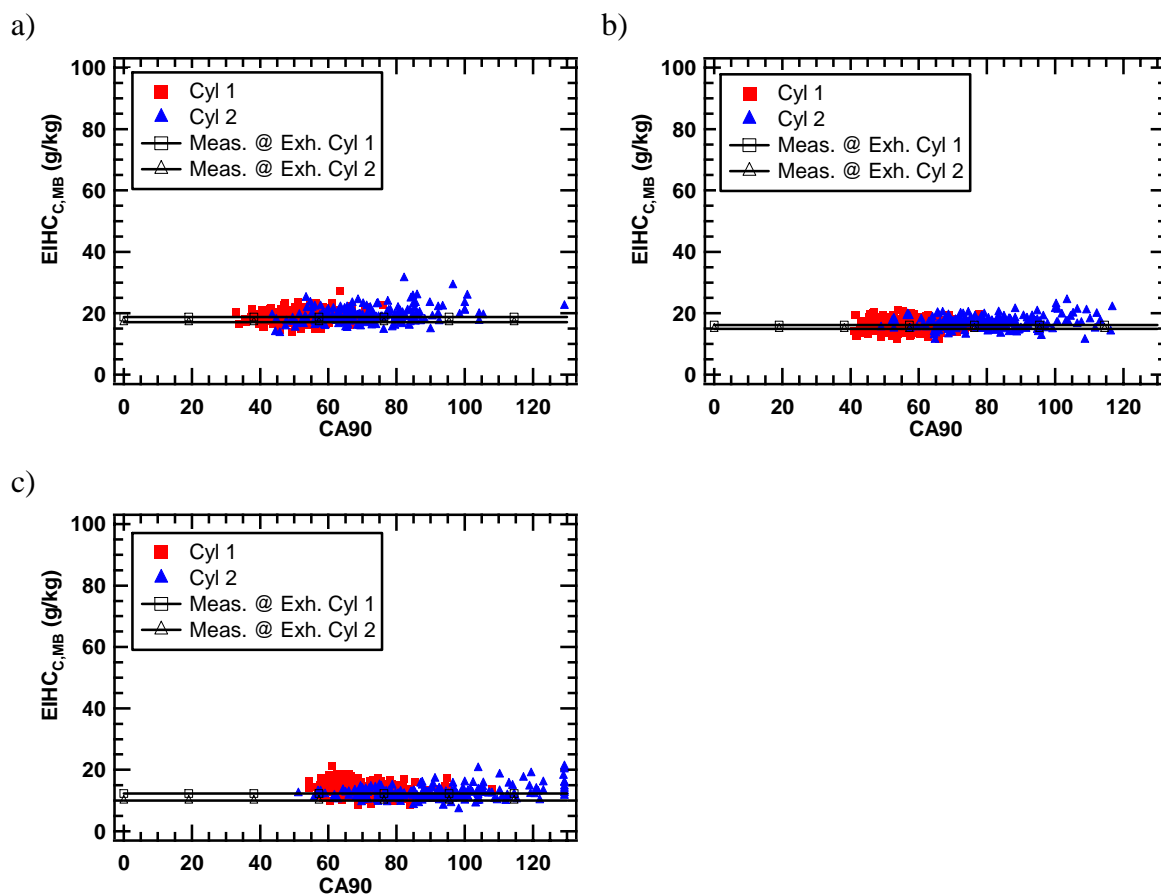 a)
100
80
60
40
20
0
EIHC_C,MB (g/kg)
Cyl 1
Cyl 2
Meas. @ Exh. Cyl 1
Meas. @ Exh. Cyl 2
0 20 40 60 80 100 120
CA90
b)
100
80
60
40
20
0
EIHC_C,MB (g/kg)
Cyl 1
Cyl 2
Meas. @ Exh. Cyl 1
Meas. @ Exh. Cyl 2
0 20 40 60 80 100 120
CA90
c)
100
80
60
40
20
0
EIHC_C,MB (g/kg)
Cyl 1
Cyl 2
Meas. @ Exh. Cyl 1
Meas. @ Exh. Cyl 2
0 20 40 60 80 100 120
CA90